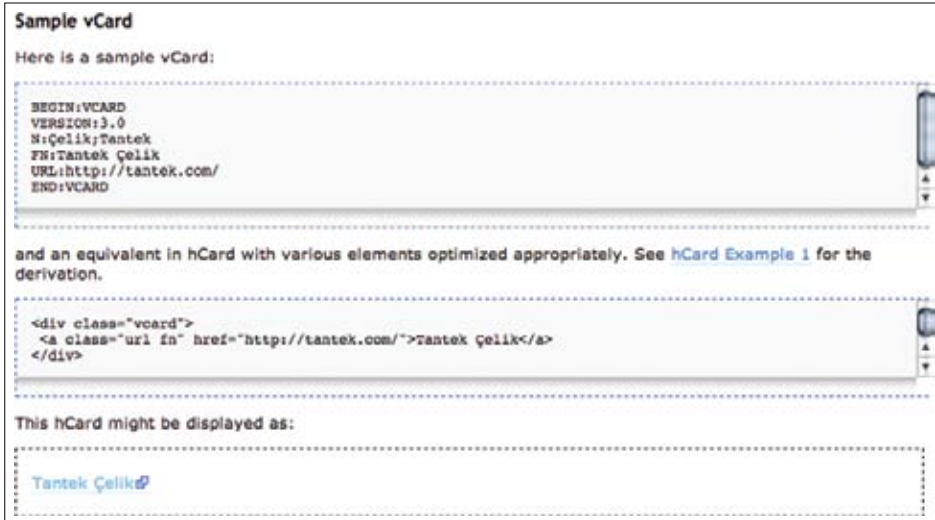 Sample vCard
Here is a sample vCard:
BEGIN:VCARD
VERSION:3.0
N:Çelik;Tantek
FN:Tantek Çelik
URL:http://tantek.com/
END:VCARD
and an equivalent in hCard with various elements optimized appropriately. See hCard Example 1 for the
derivation.
<div class="vcard">
<a class="url fn" href="http://tantek.com/">Tantek Çelik</a>
</div>
This hCard might be displayed as:
Tantek Çelik